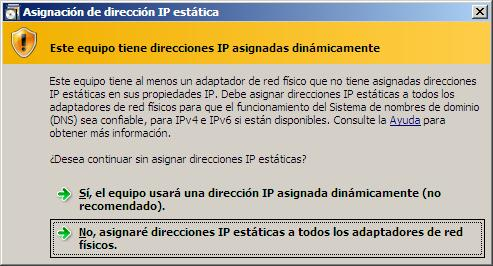 Asignación de dirección IP estática
Este equipo tiene direcciones IP asignadas dinámicamente
Este equipo tiene al menos un adaptador de red físico que no tiene asignadas direcciones
IP estáticas en sus propiedades IP. Debe asignar direcciones IP estáticas a todos los
adaptadores de red físicos para que el funcionamiento del Sistema de nombres de dominio
(DNS) sea confiable, para IPv4 e IPv6 si están disponibles. Consulte la Ayuda para
obtener más información.
¿Desea continuar sin asignar direcciones IP estáticas?
Sí, el equipo usará una dirección IP asignada dinámicamente (no
recomendado).
No, asignaré direcciones IP estáticas a todos los adaptadores de red
físicos.